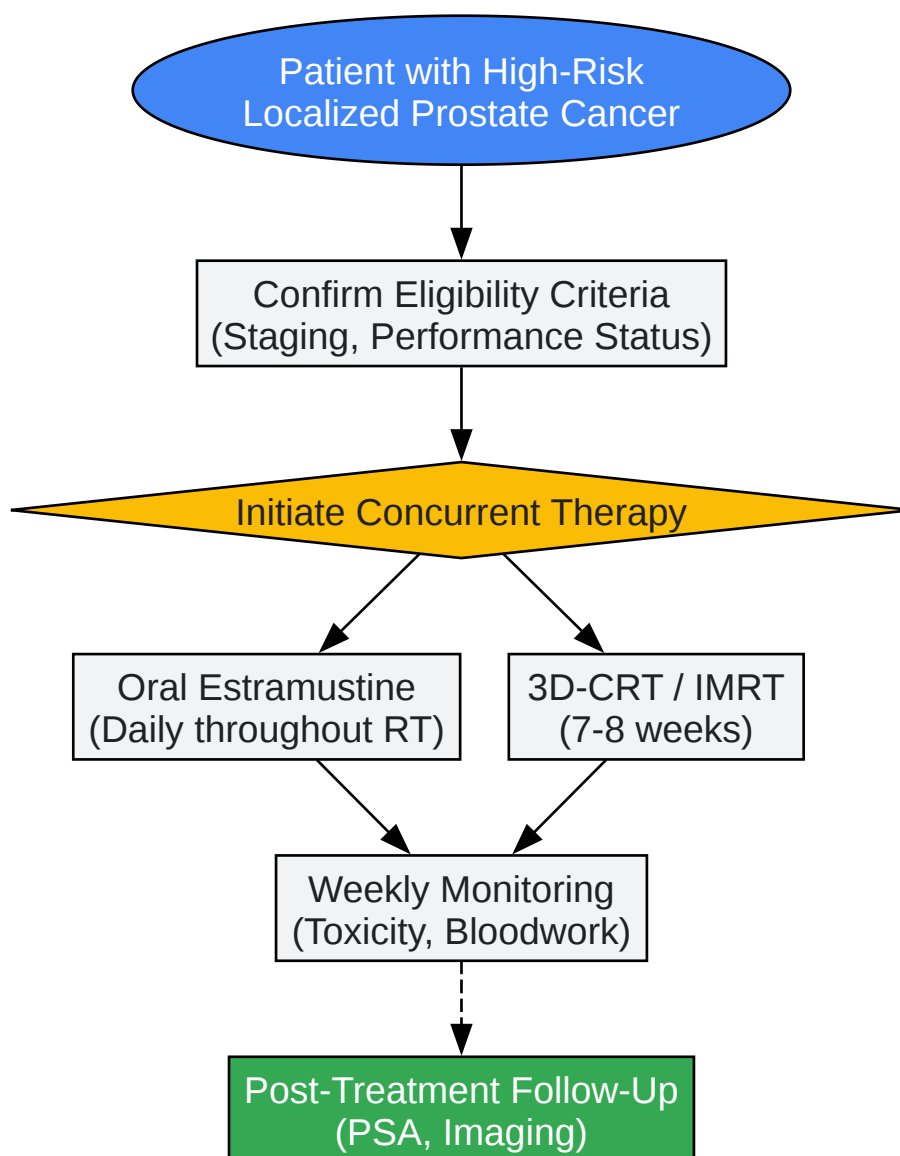 Patient with High-Risk
Localized Prostate Cancer
Confirm Eligibility Criteria
(Staging, Performance Status)
Initiate Concurrent Therapy
Oral Estramustine
(Daily throughout RT)
3D-CRT / IMRT
(7-8 weeks)
Weekly Monitoring
(Toxicity, Bloodwork)
Post-Treatment Follow-Up
(PSA, Imaging)